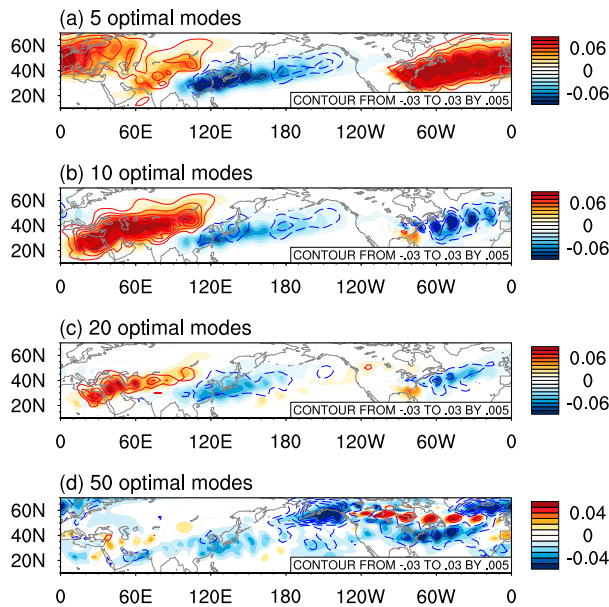 (a) 5 optimal modes
60N
40N
20N
CONTOUR FROM -.03 TO .03 BY .005
0 60E 120E 180 120W 60W 0
0.06
0
-0.06
(b) 10 optimal modes
60N
40N
20N
CONTOUR FROM -.03 TO .03 BY .005
0 60E 120E 180 120W 60W 0
0.06
0
-0.06
(c) 20 optimal modes
60N
40N
20N
CONTOUR FROM -.03 TO .03 BY .005
0 60E 120E 180 120W 60W 0
0.06
0
-0.06
(d) 50 optimal modes
60N
40N
20N
CONTOUR FROM -.03 TO .03 BY .005
0 60E 120E 180 120W 60W 0
0.04
0
-0.04